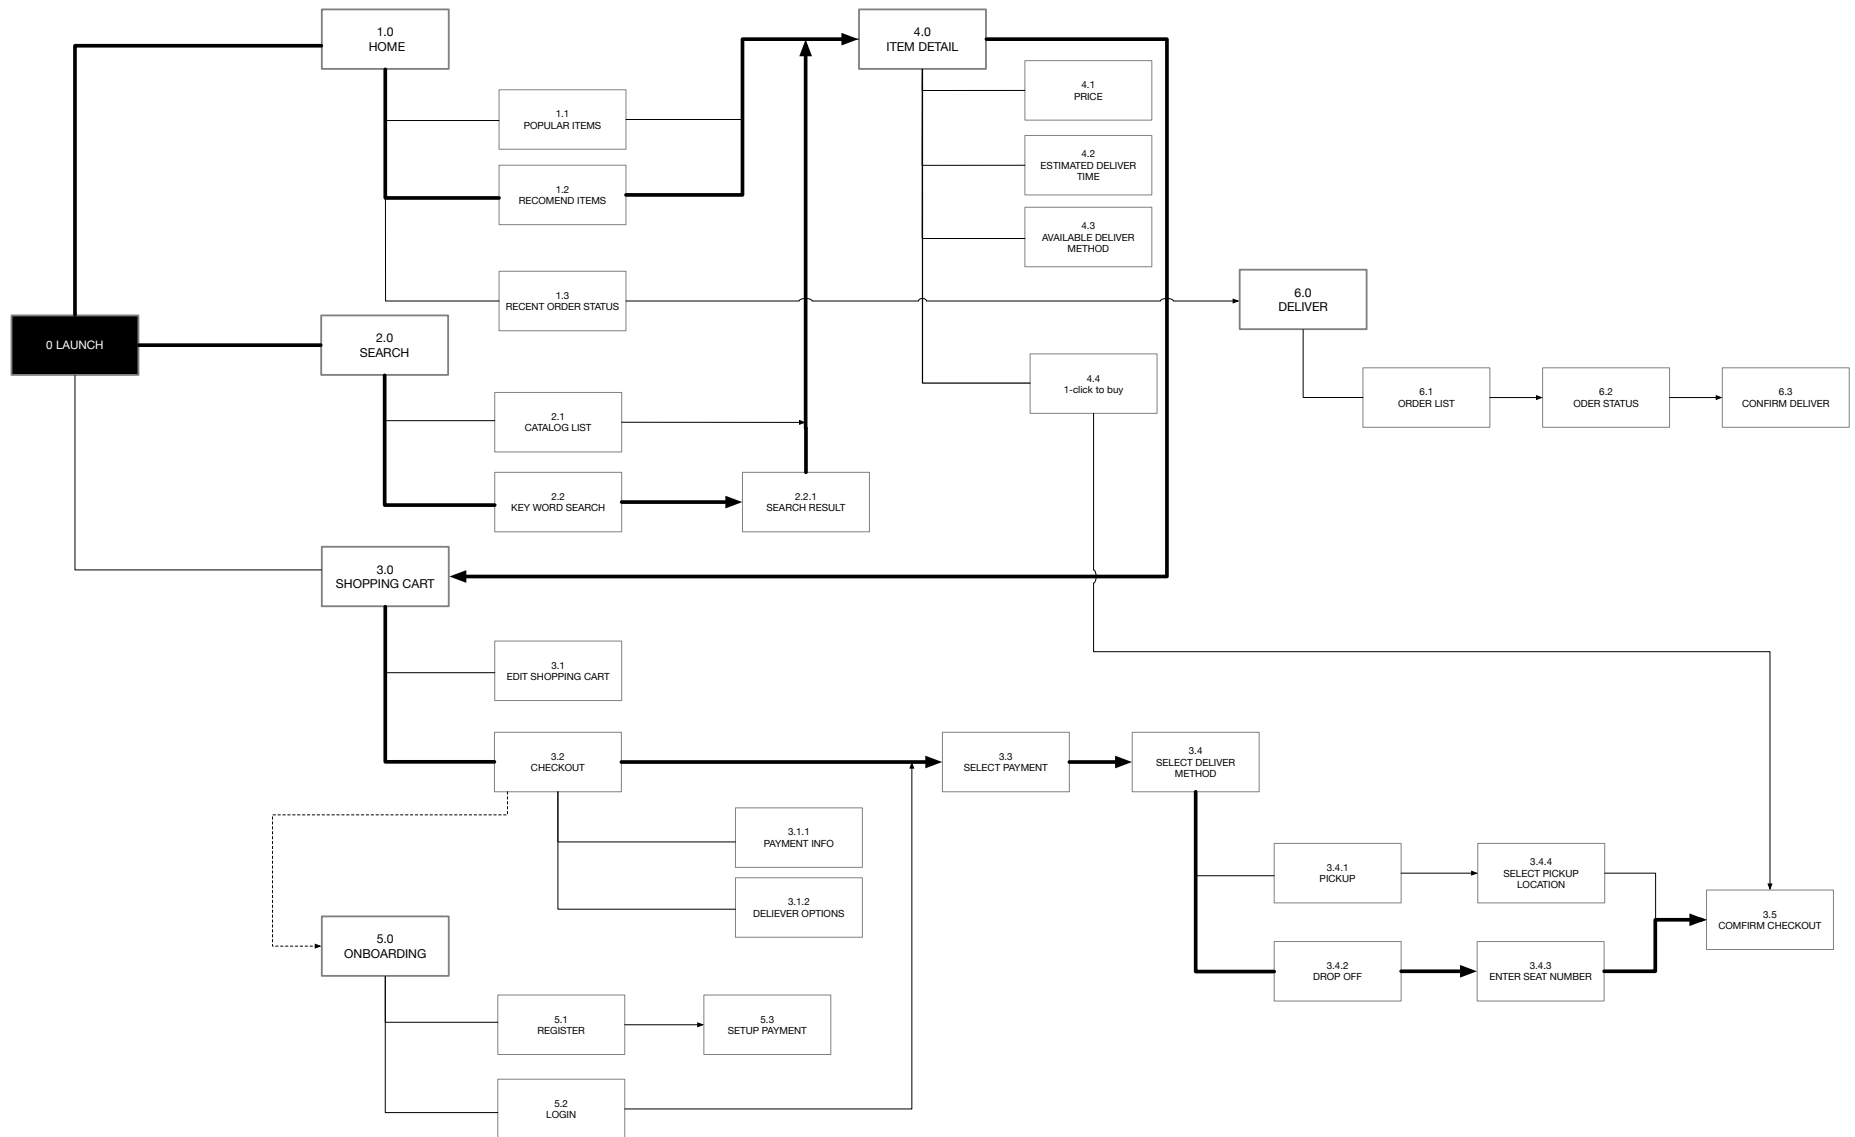 1.0
HOME
4.0
ITEM DETAIL
4.1
PRICE
1.1
POPULAR ITEMS
4.2
ESTIMATED DELIVER
TIME
1.2
RECOMEND ITEMS
4.3
AVAILABLE DELIVER
METHOD
1.3
RECENT ORDER STATUS
6.0
DELIVER
0 LAUNCH
2.0
SEARCH
4.4
1-click to buy
6.1
ORDER LIST
6.2
ODER STATUS
6.3
CONFIRM DELIVER
2.1
CATALOG LIST
2.2
KEY WORD SEARCH
2.2.1
SEARCH RESULT
3.0
SHOPPING CART
3.1
EDIT SHOPPING CART
3.2
CHECKOUT
3.3
SELECT PAYMENT
3.4
SELECT DELIVER
METHOD
3.1.1
PAYMENT INFO
3.4.1
PICKUP
3.4.4
SELECT PICKUP
LOCATION
3.1.2
DELIEVER OPTIONS
3.5
COMFIRM CHECKOUT
5.0
ONBOARDING
3.4.2
DROP OFF
3.4.3
ENTER SEAT NUMBER
5.1
REGISTER
5.3
SETUP PAYMENT
5.2
LOGIN